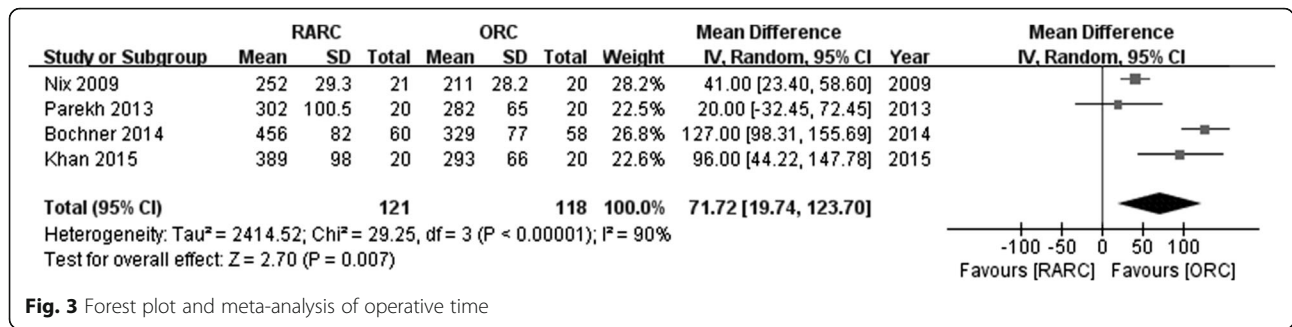 RARC ORC Mean Difference Mean Difference
Study or Subgroup Mean SD Total Mean SD Total Weight IV, Random, 95% CI Year IV, Random, 95% CI
Nix 2009 252 29.3 21 211 28.2 20 28.2% 41.00 [23.40, 58.60] 2009
Parekh 2013 302 100.5 20 282 65 20 22.5% 20.00 [-32.45, 72.45] 2013
Bochner 2014 456 82 60 329 77 58 26.8% 127.00 [98.31, 155.69] 2014
Khan 2015 389 98 20 293 66 20 22.6% 96.00 [44.22, 147.78] 2015
Total (95% CI) 121 118 100.0% 71.72 [19.74, 123.70]
Heterogeneity: Tau² = 2414.52; Chi² = 29.25, df = 3 (P < 0.00001); I² = 90%
Test for overall effect: Z = 2.70 (P = 0.007)
-100 -50 0 50 100
Favours [RARC] Favours [ORC]
Fig. 3 Forest plot and meta-analysis of operative time